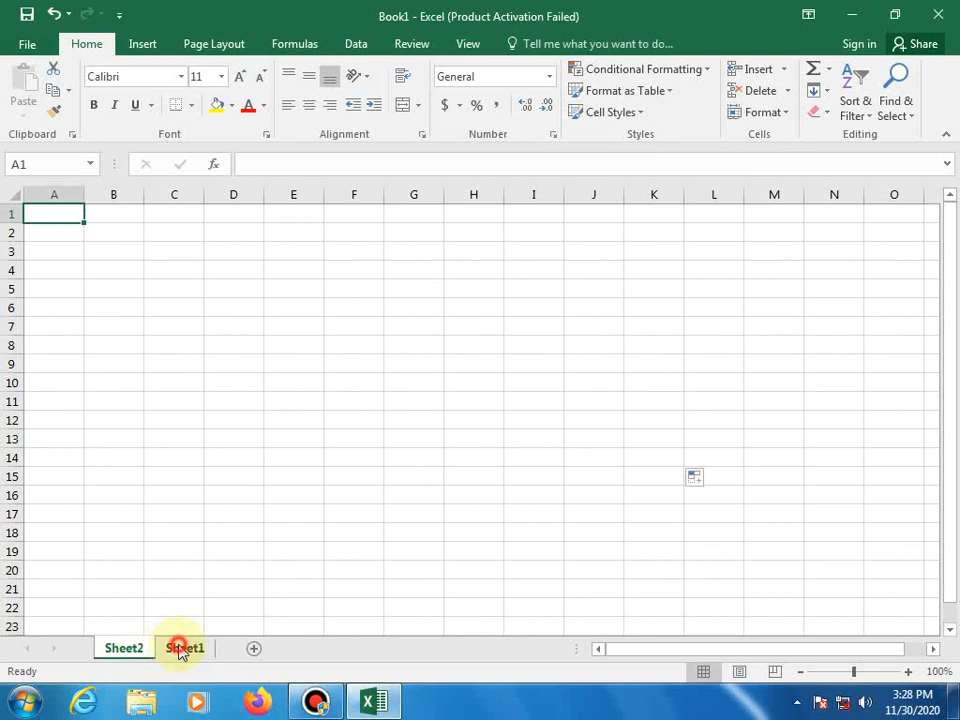 Book1 - Excel (Product Activation Failed)
File Home Insert Page Layout Formulas Data Review View Tell me what you want to do... Sign in Share
Paste
Clipboard
Calibri 11
B I U
Font
Alignment
General
$ % ,
Number
Conditional Formatting
Format as Table
Cell Styles
Styles
Insert
Delete
Format
Cells
Sort &
Filter
Find &
Select
Editing
A1 fx
A B C D E F G H I J K L M N O
1
2
3
4
5
6
7
8
9
10
11
12
13
14
15
16
17
18
19
20
21
22
23
Sheet2 Sheet1
Ready 100%
3:28 PM
11/30/2020